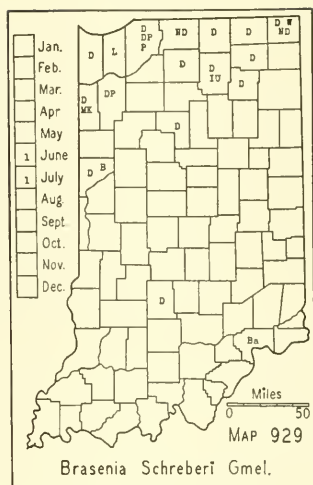 Jan.
Feb.
Mar.
Apr
May
1 June
1 July
Aug.
Sept.
Oct.
Nov.
Dec.
D L D DP P ND D D D W ND
D D IU D D
D MK DP
D
D B
D
Ba
Miles
0 50
MAP 929
Brasenia Schreberi Gmel.